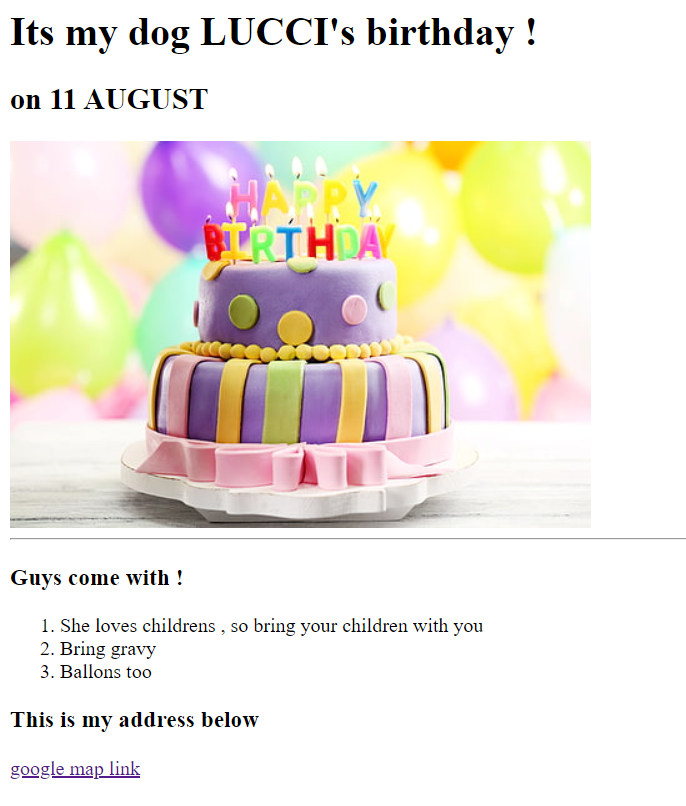 Its my dog LUCCI's birthday !
on 11 AUGUST
HAPPY
BIRTHDAY
Guys come with !
1. She loves childrens , so bring your children with you
2. Bring gravy
3. Ballons too
This is my address below
google map link